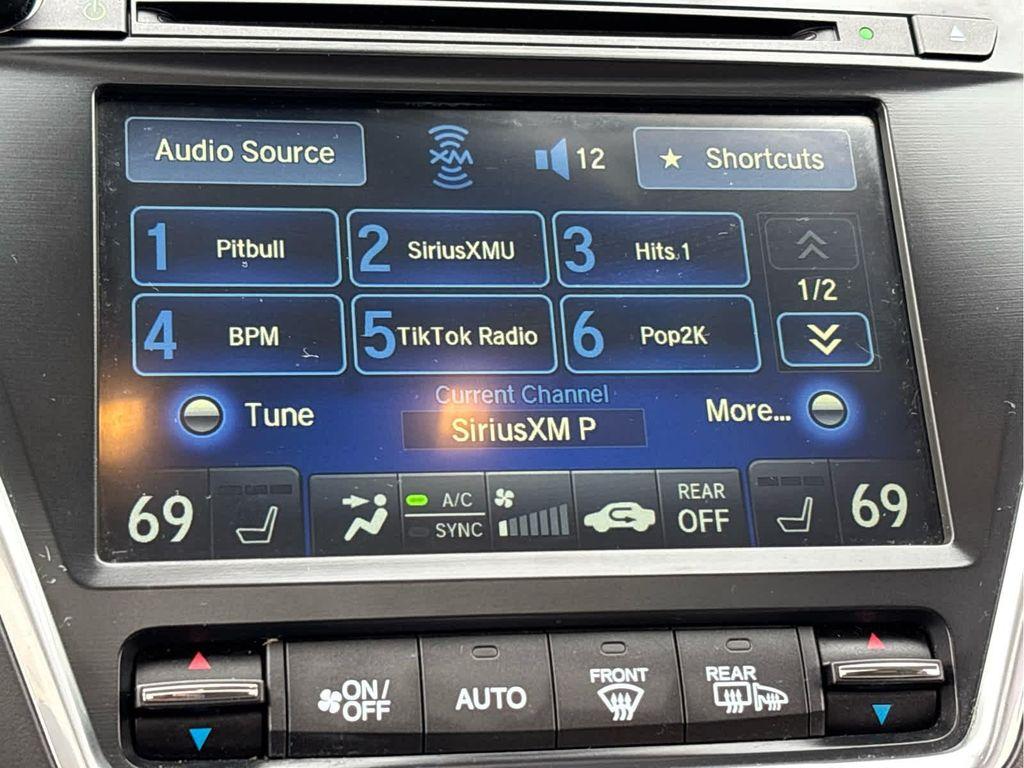 Audio Source
XM
12
★ Shortcuts
1 Pitbull
2 SiriusXMU
3 Hits 1
1/2
4 BPM
5 TikTok Radio
6 Pop2K
Tune
Current Channel
SiriusXM P
More...
69
A/C
SYNC
REAR
OFF
69
ON/
OFF
AUTO
FRONT
REAR